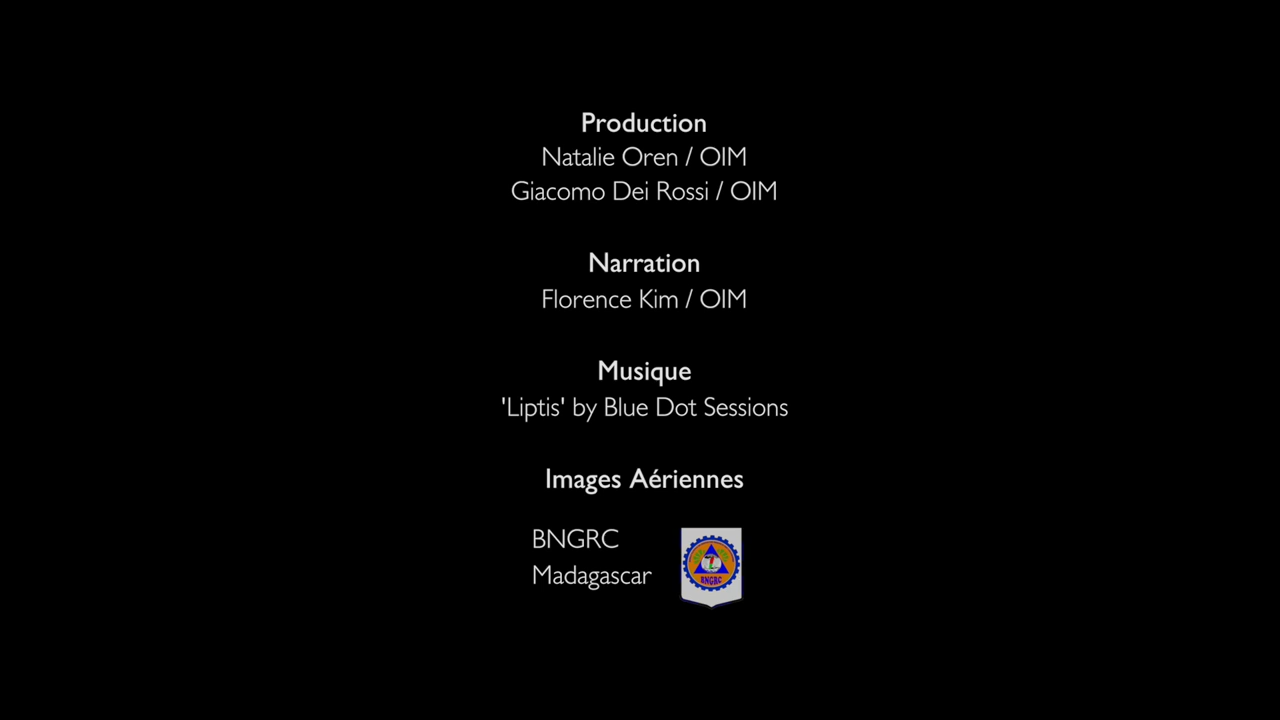 Production
Natalie Oren / OIM
Giacomo Dei Rossi / OIM
Narration
Florence Kim / OIM
Musique
'Liptis' by Blue Dot Sessions
Images Aériennes
BNGRC
Madagascar
BNGRC